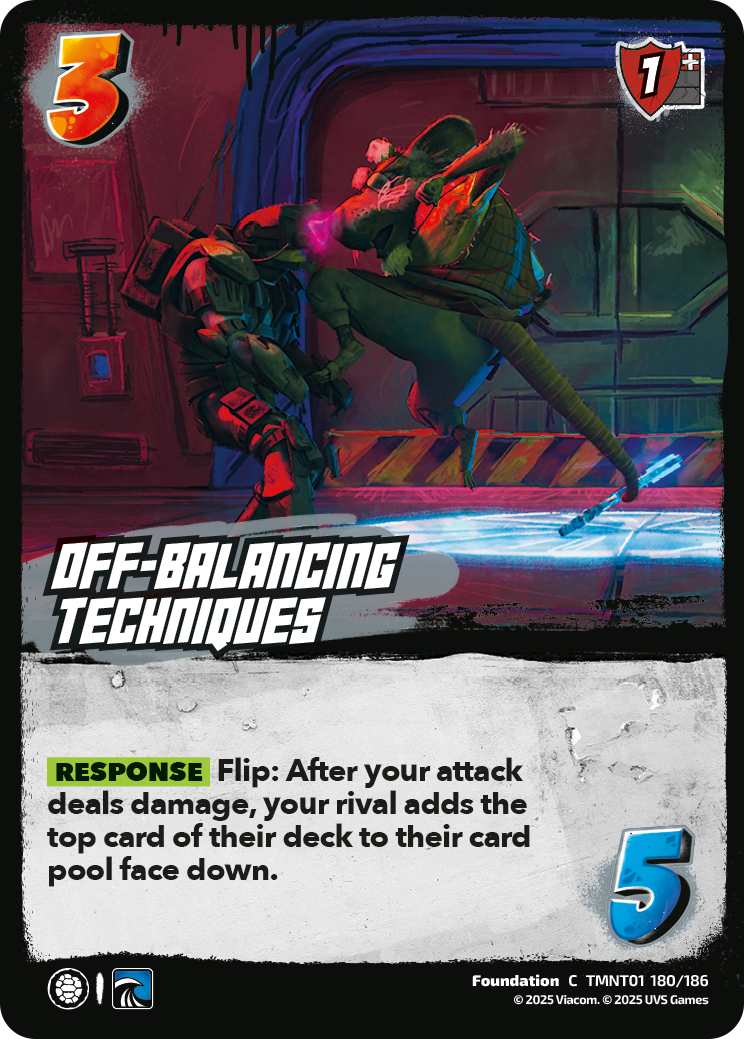 3
1
OFF-BALANCING
TECHNIQUES
RESPONSE Flip: After your attack
deals damage, your rival adds the
top card of their deck to their card
pool face down.
5
Foundation C TMNT01 180/186
© 2025 Viacom. © 2025 UVS Games